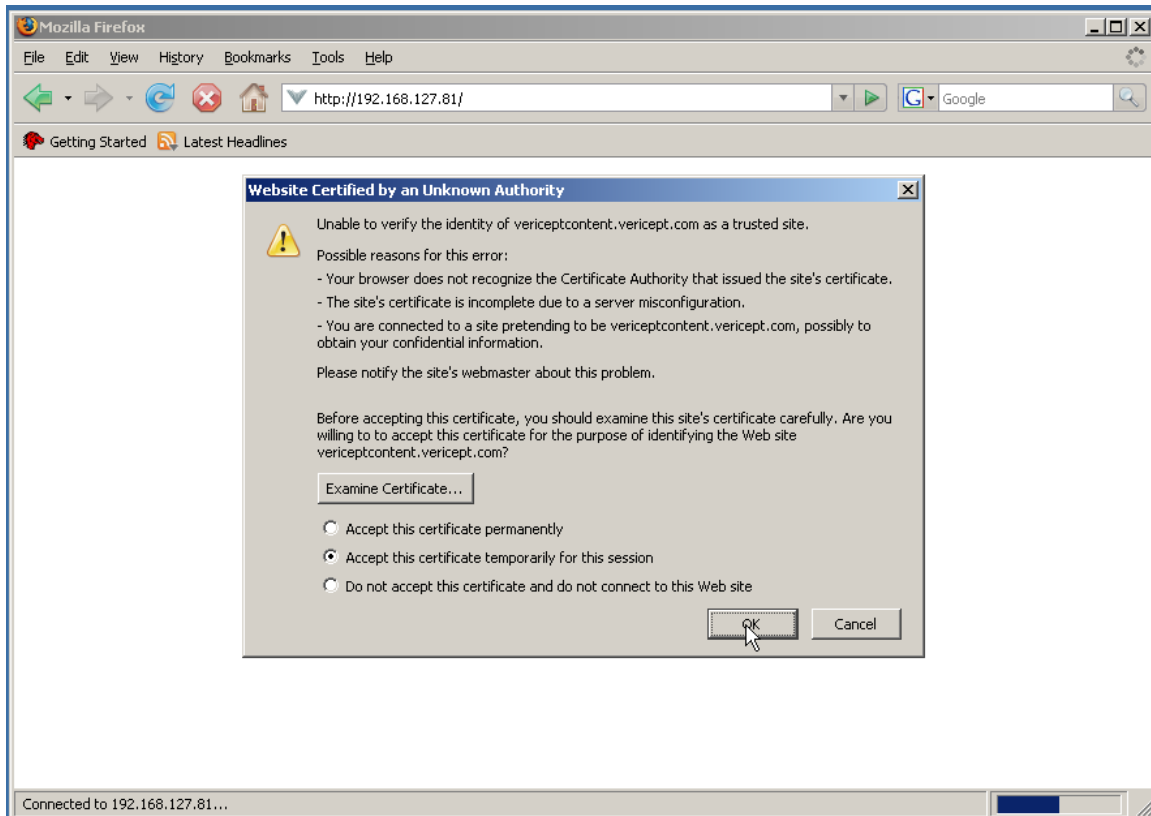 Mozilla Firefox
File Edit View History Bookmarks Tools Help
http://192.168.127.81/ G Google
Getting Started Latest Headlines
Website Certified by an Unknown Authority
Unable to verify the identity of vericeptcontent.vericept.com as a trusted site.
Possible reasons for this error:
- Your browser does not recognize the Certificate Authority that issued the site's certificate.
- The site's certificate is incomplete due to a server misconfiguration.
- You are connected to a site pretending to be vericeptcontent.vericept.com, possibly to
obtain your confidential information.
Please notify the site's webmaster about this problem.
Before accepting this certificate, you should examine this site's certificate carefully. Are you
willing to to accept this certificate for the purpose of identifying the Web site
vericeptcontent.vericept.com?
Examine Certificate...
Accept this certificate permanently
Accept this certificate temporarily for this session
Do not accept this certificate and do not connect to this Web site
OK Cancel
Connected to 192.168.127.81...